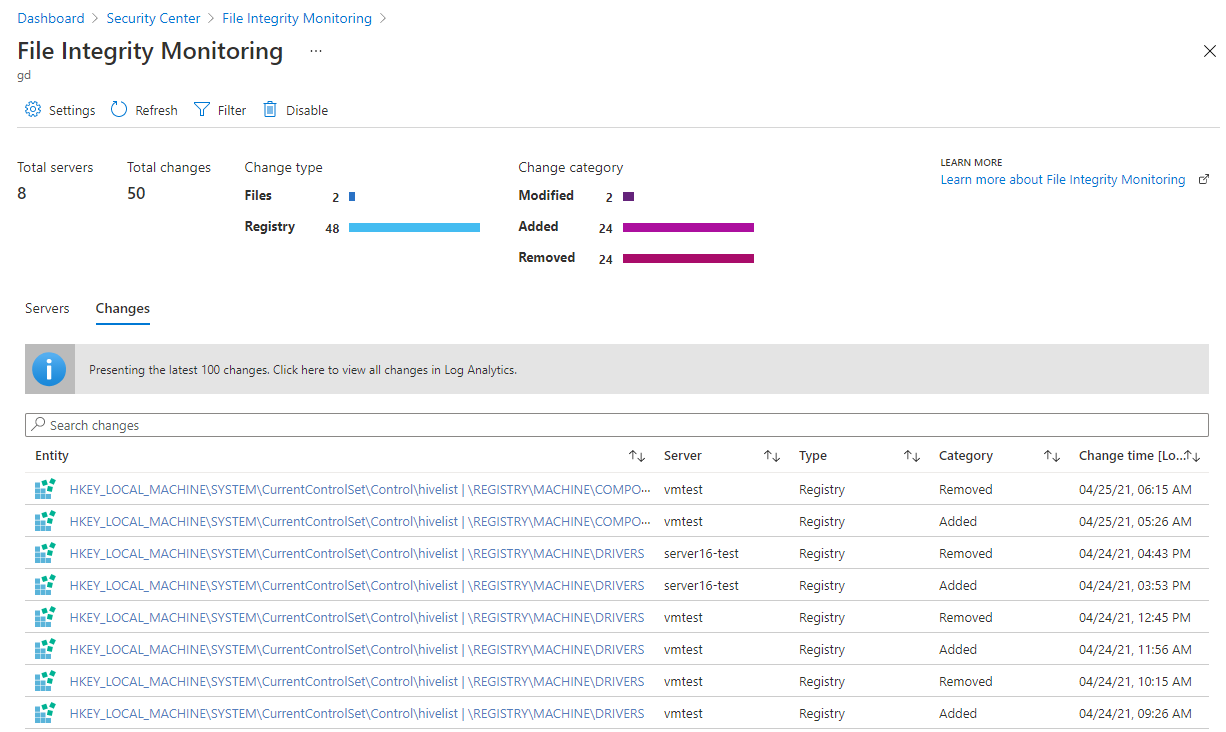 Dashboard > Security Center > File Integrity Monitoring >
File Integrity Monitoring ...
gd
Settings Refresh Filter Disable
Total servers Total changes Change type Change category LEARN MORE
8 50 Files 2 Modified 2 Learn more about File Integrity Monitoring
Registry 48 Added 24
Removed 24
Servers Changes
Presenting the latest 100 changes. Click here to view all changes in Log Analytics.
Search changes
Entity Server Type Category Change time [Lo...
HKEY_LOCAL_MACHINE\SYSTEM\CurrentControlSet\Control\hivelist | \REGISTRY\MACHINE\COMPO... vmtest Registry Removed 04/25/21, 06:15 AM
HKEY_LOCAL_MACHINE\SYSTEM\CurrentControlSet\Control\hivelist | \REGISTRY\MACHINE\COMPO... vmtest Registry Added 04/25/21, 05:26 AM
HKEY_LOCAL_MACHINE\SYSTEM\CurrentControlSet\Control\hivelist | \REGISTRY\MACHINE\DRIVERS server16-test Registry Removed 04/24/21, 04:43 PM
HKEY_LOCAL_MACHINE\SYSTEM\CurrentControlSet\Control\hivelist | \REGISTRY\MACHINE\DRIVERS server16-test Registry Added 04/24/21, 03:53 PM
HKEY_LOCAL_MACHINE\SYSTEM\CurrentControlSet\Control\hivelist | \REGISTRY\MACHINE\DRIVERS vmtest Registry Removed 04/24/21, 12:45 PM
HKEY_LOCAL_MACHINE\SYSTEM\CurrentControlSet\Control\hivelist | \REGISTRY\MACHINE\DRIVERS vmtest Registry Added 04/24/21, 11:56 AM
HKEY_LOCAL_MACHINE\SYSTEM\CurrentControlSet\Control\hivelist | \REGISTRY\MACHINE\DRIVERS vmtest Registry Removed 04/24/21, 10:15 AM
HKEY_LOCAL_MACHINE\SYSTEM\CurrentControlSet\Control\hivelist | \REGISTRY\MACHINE\DRIVERS vmtest Registry Added 04/24/21, 09:26 AM